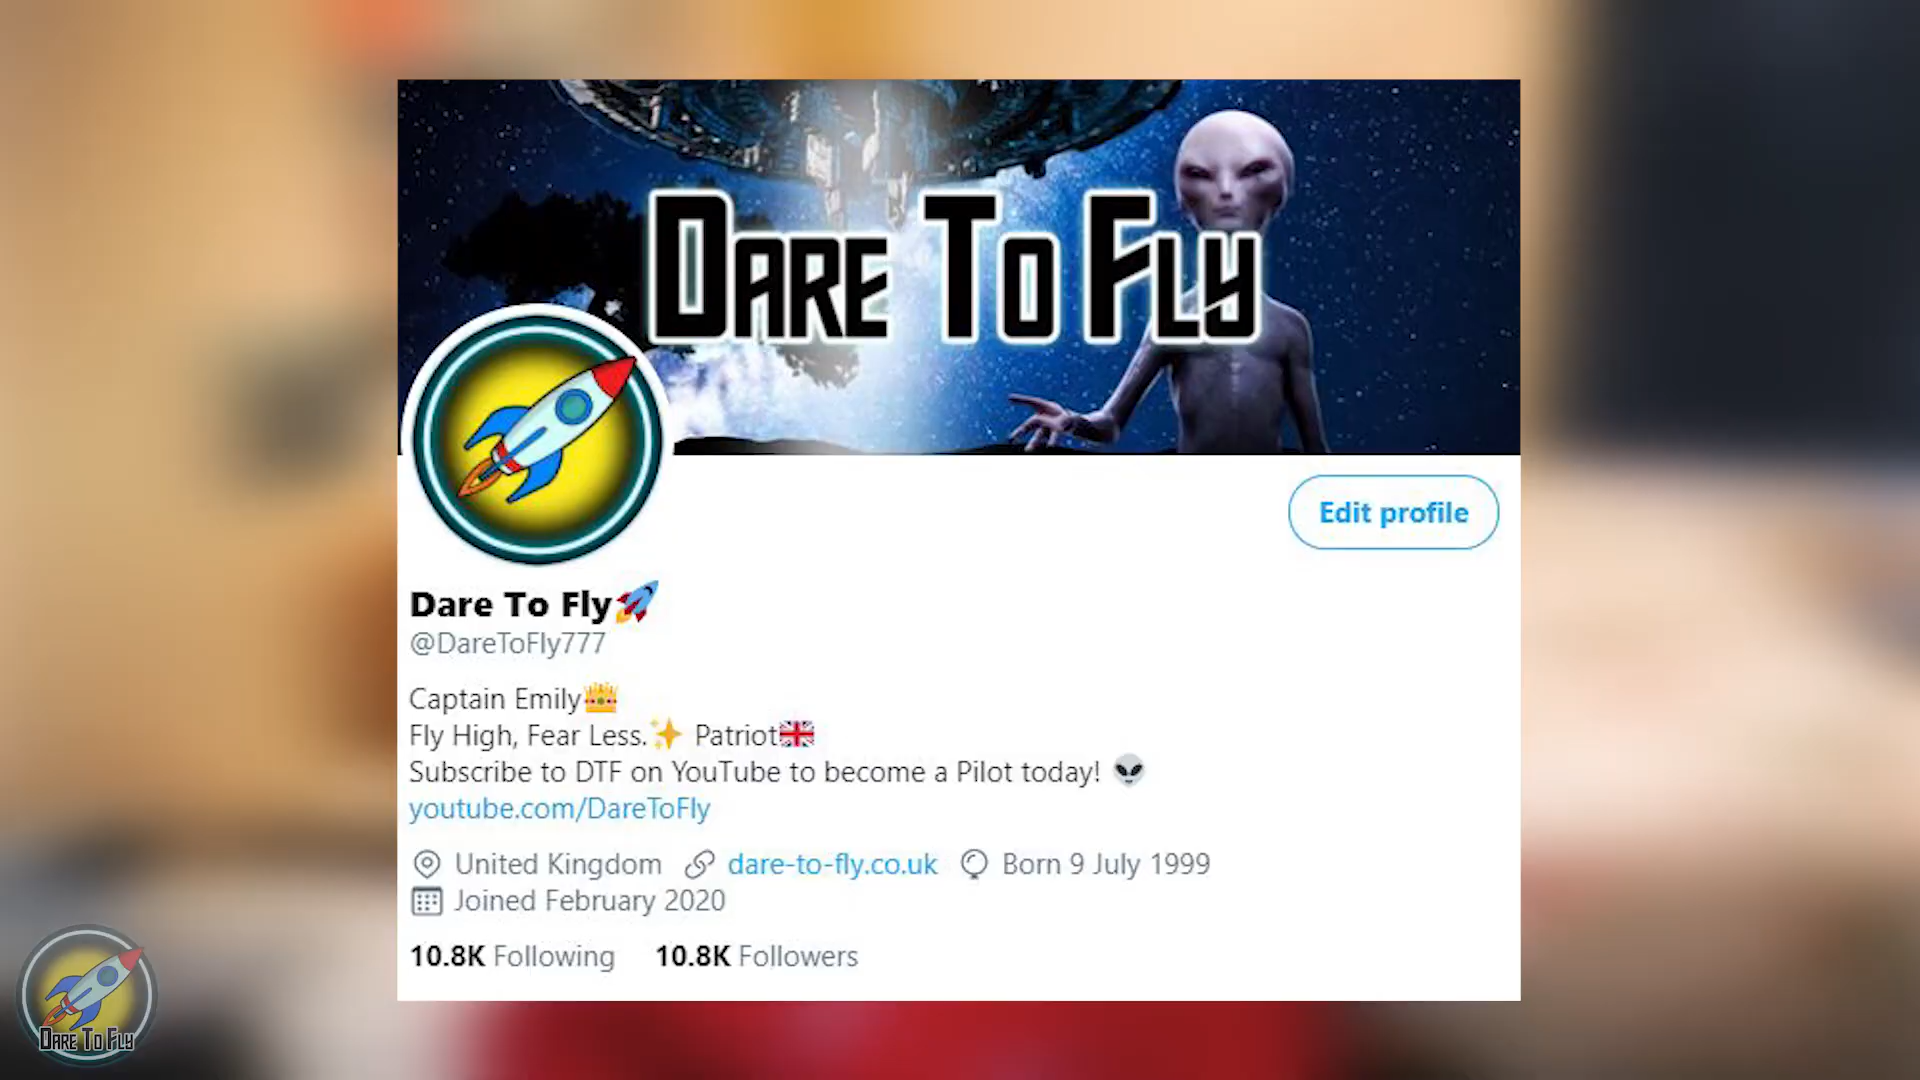 DARE TO FLY
Edit profile
Dare To Fly🚀
@DareToFly777
Captain Emily👑
Fly High, Fear Less.✨ Patriot🇬🇧
Subscribe to DTF on YouTube to become a Pilot today! 👽
youtube.com/DareToFly
United Kingdom dare-to-fly.co.uk Born 9 July 1999
Joined February 2020
10.8K Following 10.8K Followers
DARE TO FLY